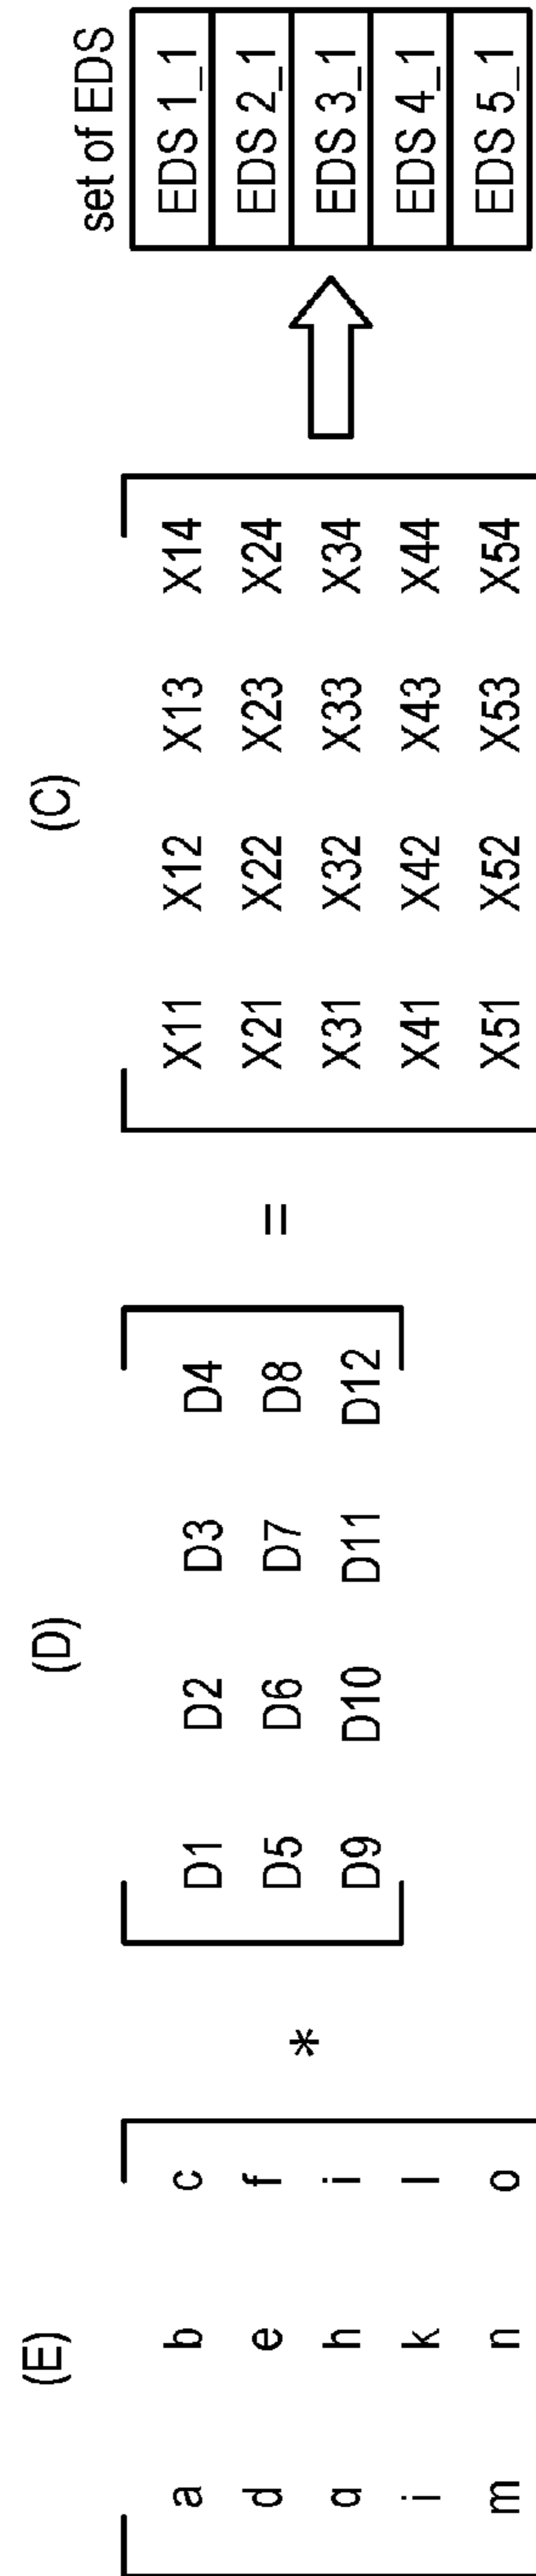 (E) (D) (C) set of EDS
a b c D1 D2 D3 D4 X11 X12 X13 X14 EDS 1_1
d e f * D5 D6 D7 D8 = X21 X22 X23 X24 EDS 2_1
q h i D9 D10 D11 D12 X31 X32 X33 X34 EDS 3_1
i k l X41 X42 X43 X44 EDS 4_1
m n o X51 X52 X53 X54 EDS 5_1